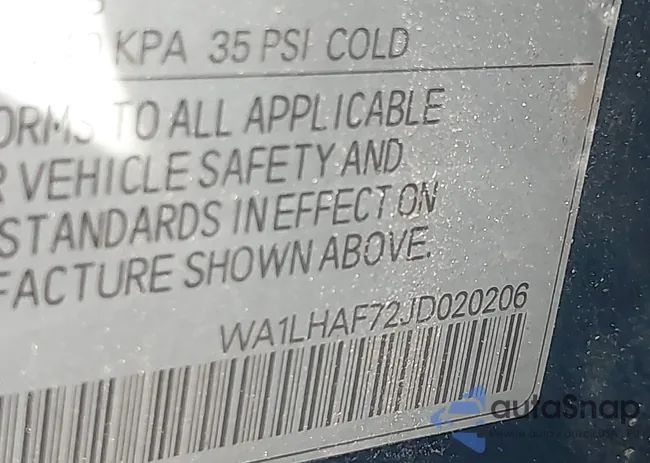 KPA 35 PSI COLD
TO ALL APPLICABLE
VEHICLE SAFETY AND
STANDARDS IN EFFECT ON
FACTURE SHOWN ABOVE.
WA1LHAF72JD020206
autoSnap